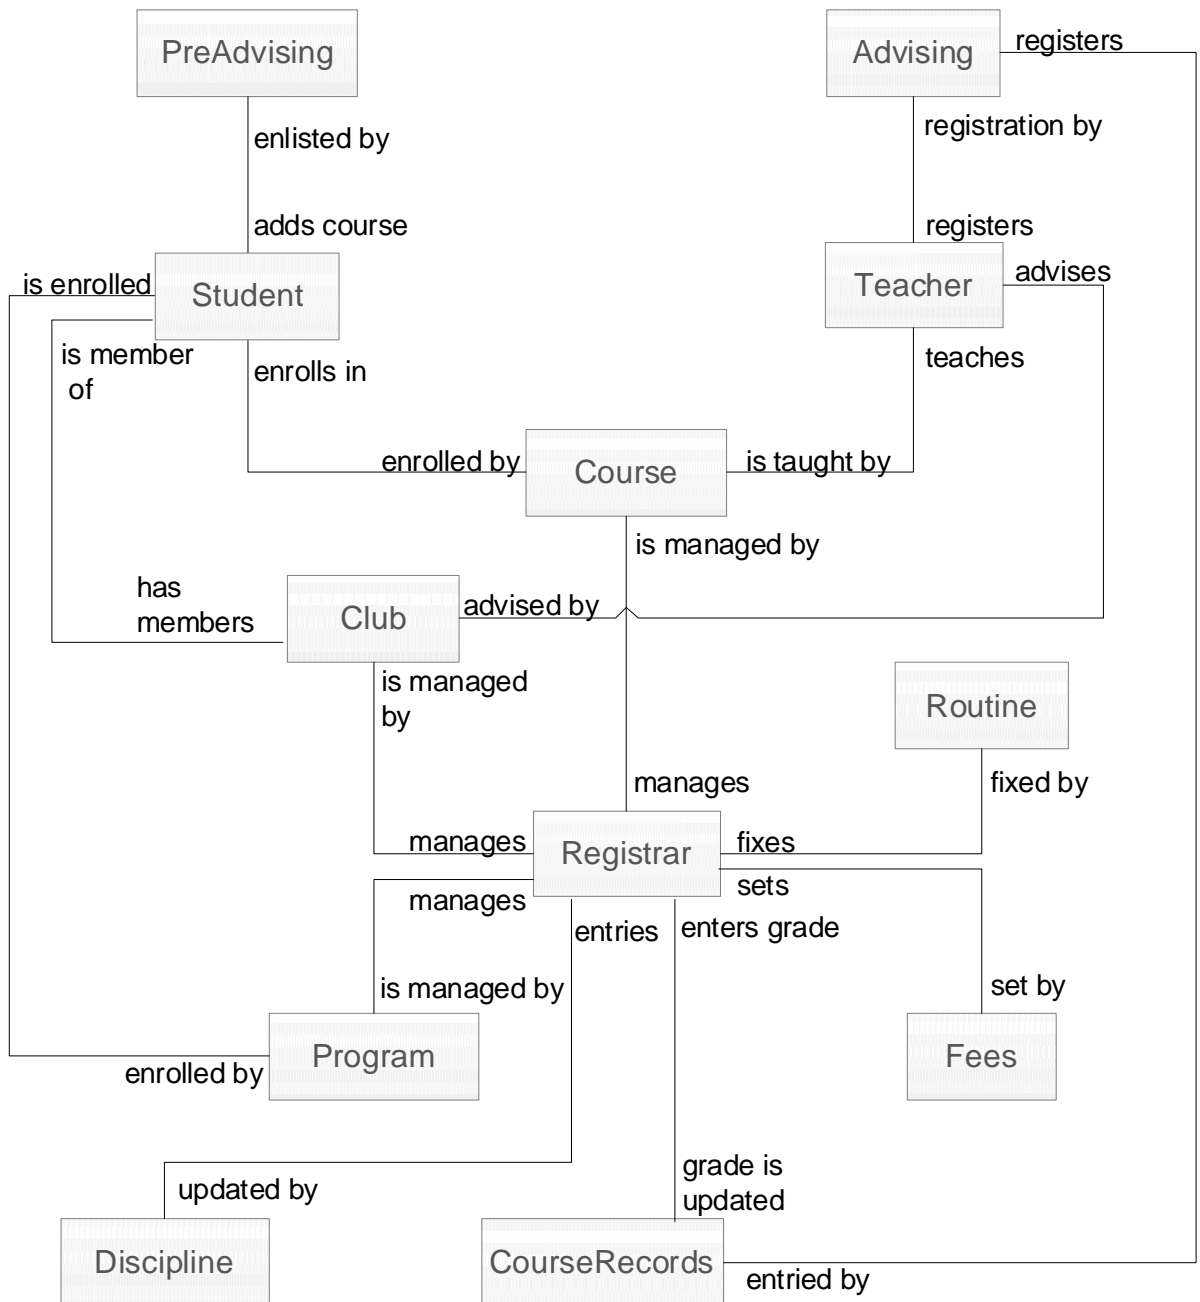 PreAdvising
Advising
registers
enlisted by
registration by
adds course
registers
is enrolled
Student
Teacher
advises
is member
of
enrolls in
teaches
enrolled by
Course
is taught by
is managed by
has
members
Club
advised by
is managed
by
Routine
manages
fixed by
manages
Registrar
fixes
manages
sets
entries
enters grade
is managed by
set by
Program
Fees
enrolled by
grade is
updated
updated by
Discipline
CourseRecords
entried by